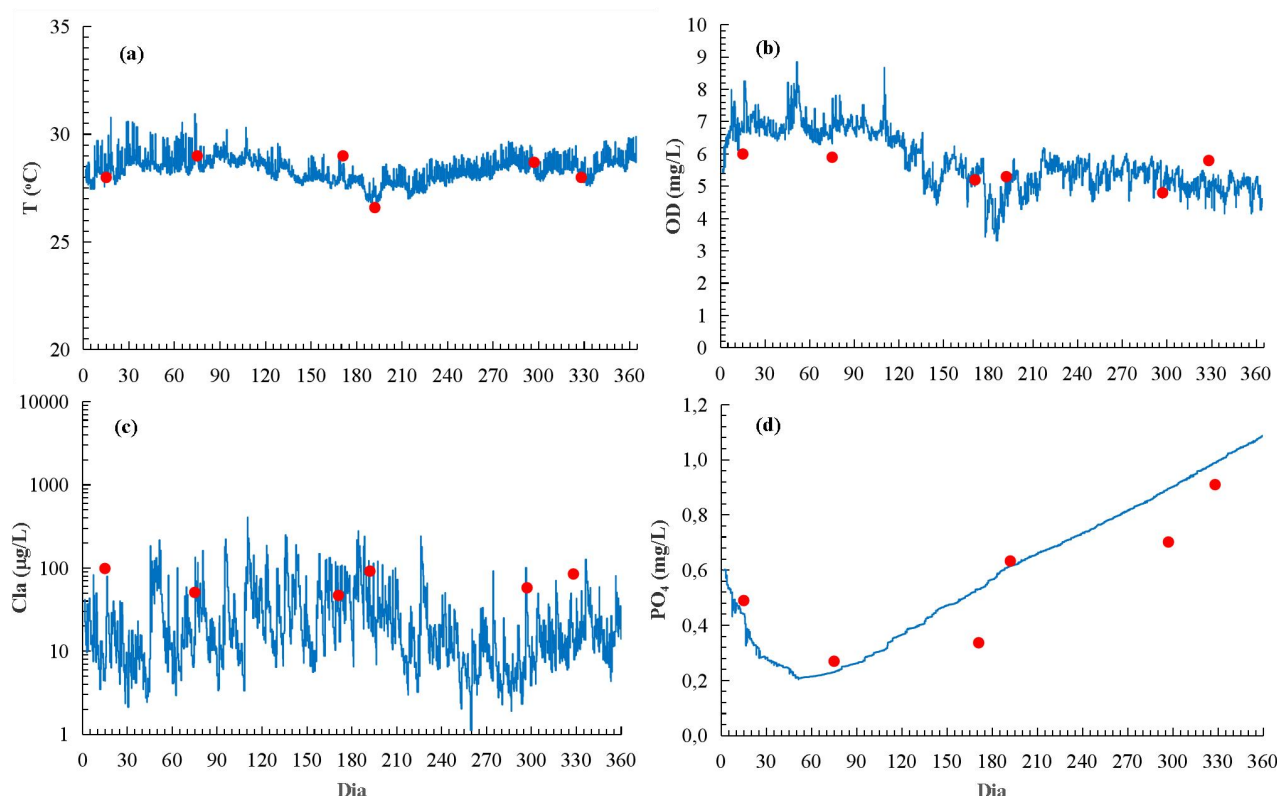 (a)
35
30
25
20
T (°C)
0 30 60 90 120 150 180 210 240 270 300 330 360
(b)
10
9
8
7
6
5
4
3
2
1
0
OD (mg/L)
0 30 60 90 120 150 180 210 240 270 300 330 360
(c)
10000
1000
100
10
1
Cla (µg/L)
0 30 60 90 120 150 180 210 240 270 300 330 360
Dia
(d)
1,2
1,0
0,8
0,6
0,4
0,2
0,0
PO₄ (mg/L)
0 30 60 90 120 150 180 210 240 270 300 330 360
Dia